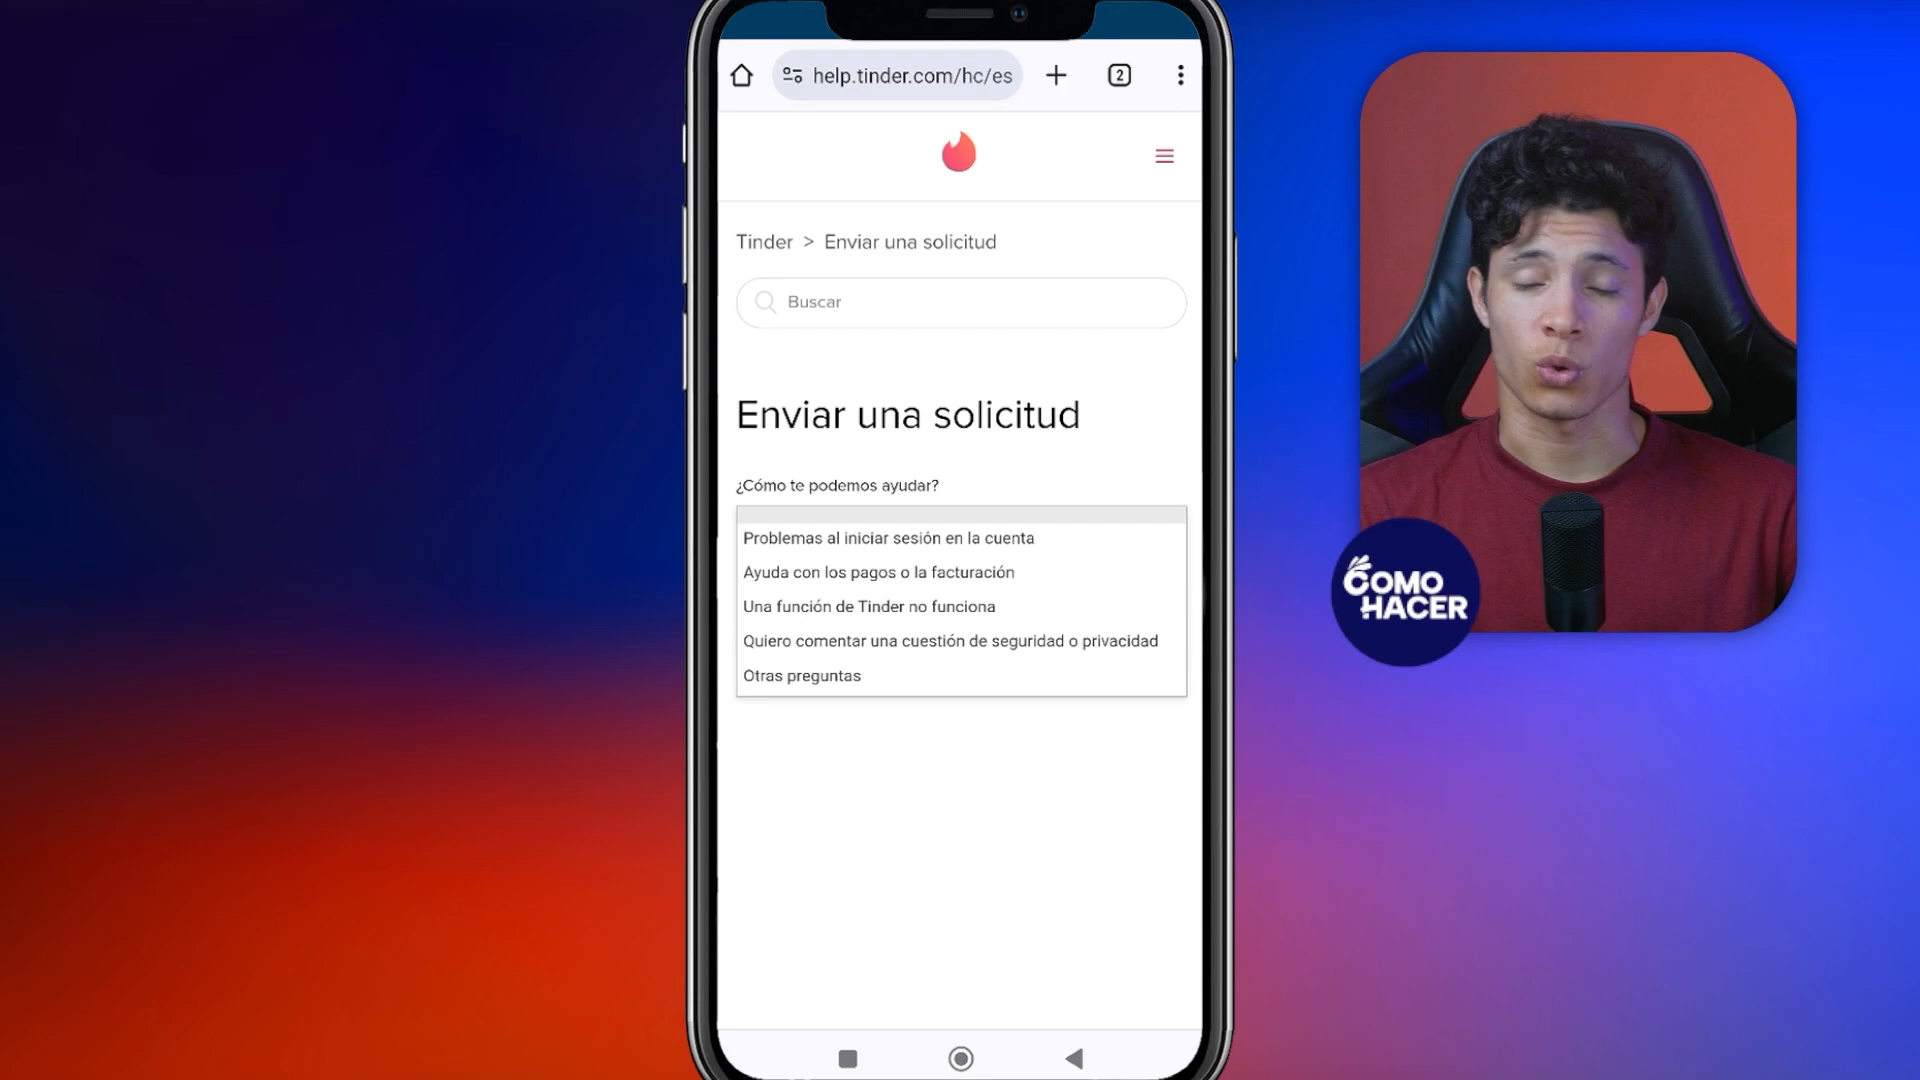 help.tinder.com/hc/es
2
Tinder > Enviar una solicitud
Buscar
Enviar una solicitud
¿Cómo te podemos ayudar?
Problemas al iniciar sesión en la cuenta
Ayuda con los pagos o la facturación
Una función de Tinder no funciona
Quiero comentar una cuestión de seguridad o privacidad
Otras preguntas
COMO
HACER